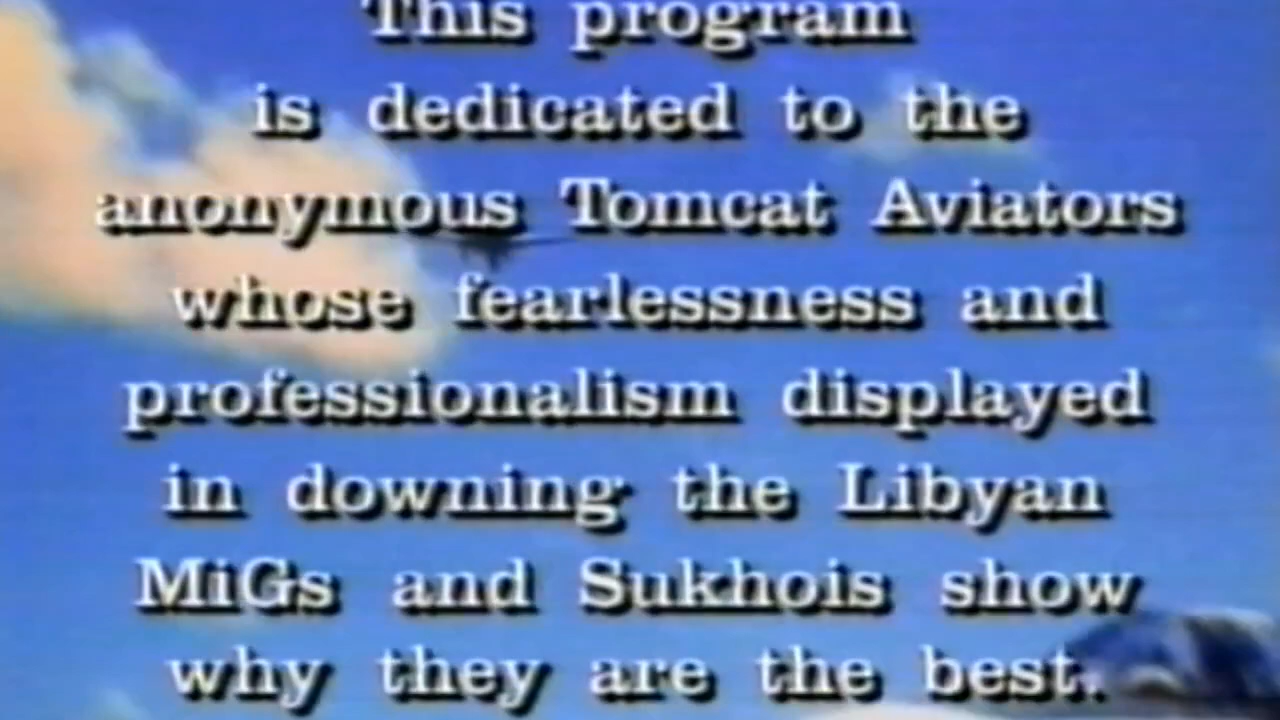 This program
is dedicated to the
anonymous Tomcat Aviators
whose fearlessness and
professionalism displayed
in downing the Libyan
MiGs and Sukhois show
why they are the best.